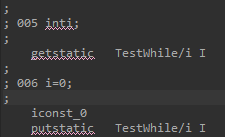 ;
; 005 inti;
;
getstatic TestWhile/i I
;
; 006 i=0;
;
iconst_0
putstatic TestWhile/i I